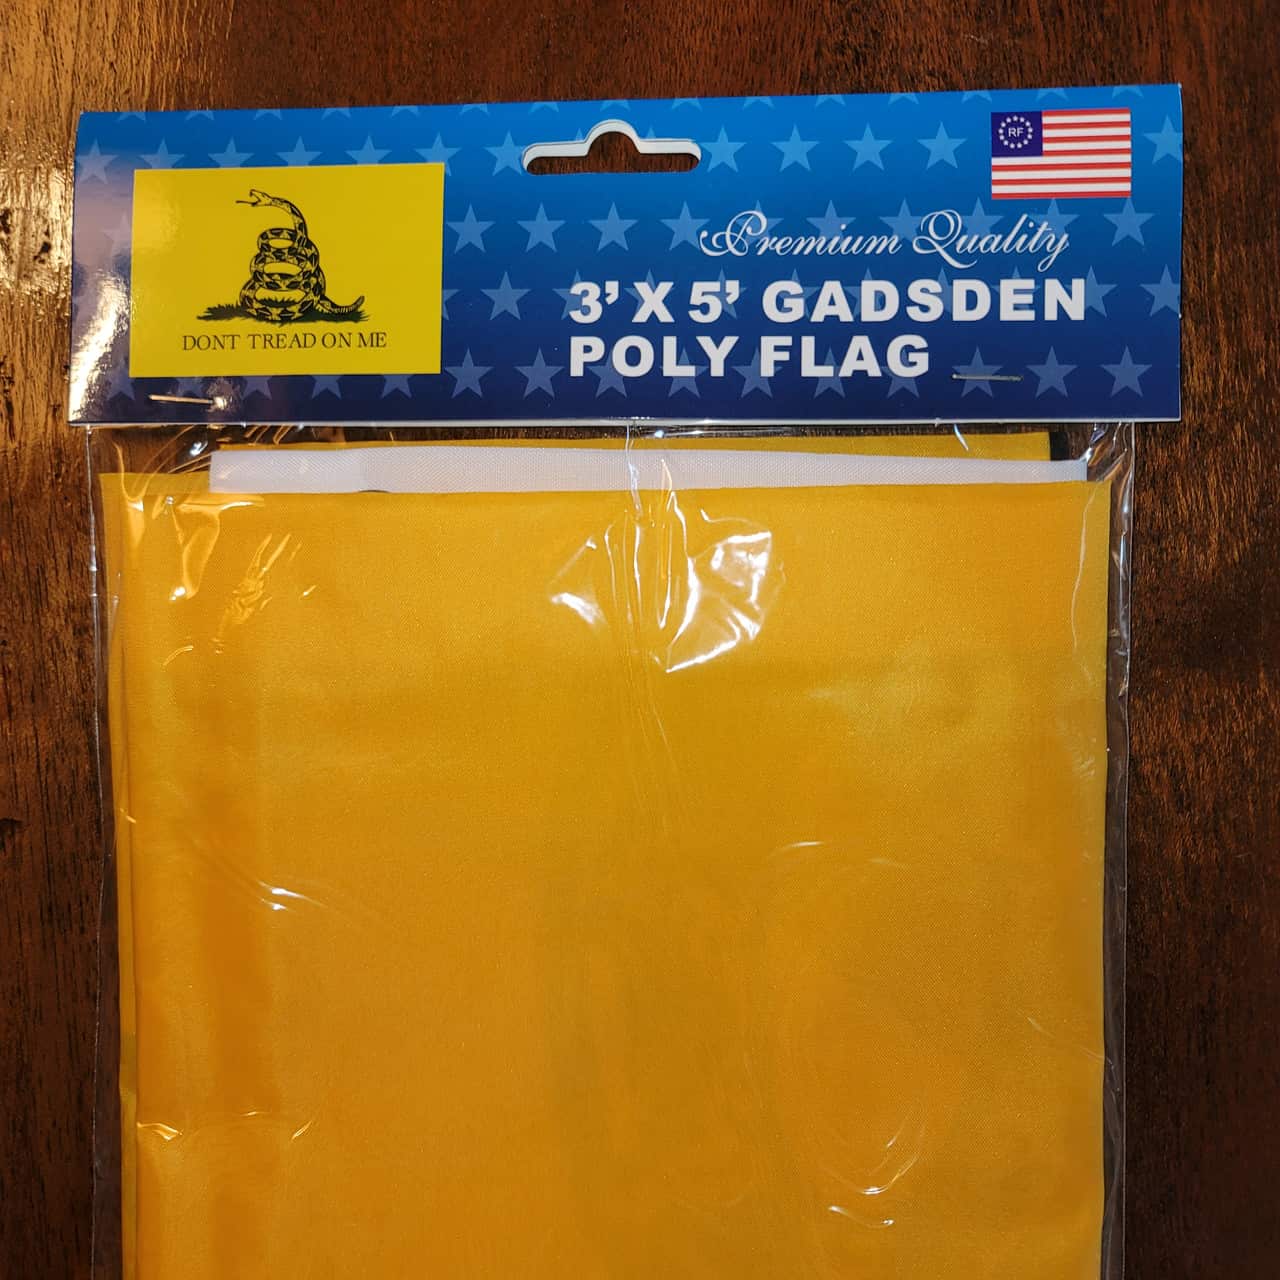 RF
Premium Quality
3’ X 5’ GADSDEN
POLY FLAG
DONT TREAD ON ME